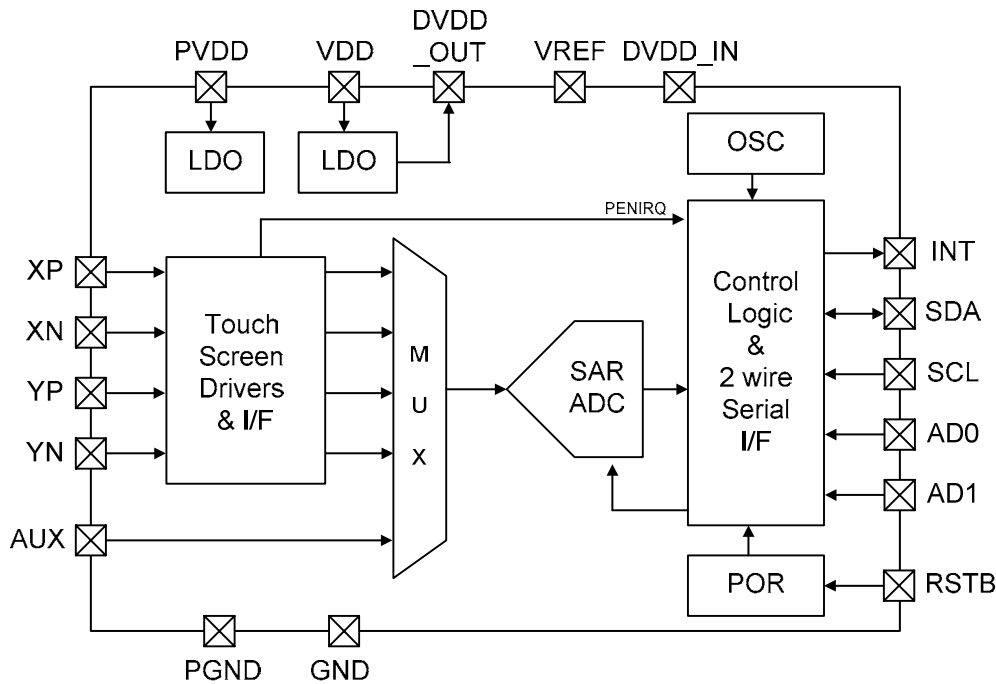 DVDD
PVDD
VDD
_OUT
VREF
DVDD_IN
LDO
LDO
OSC
PENIRQ
XP
XN
YP
YN
AUX
Touch
Screen
Drivers
& I/F
M
U
X
SAR
ADC
Control
Logic
&
2 wire
Serial
I/F
INT
SDA
SCL
AD0
AD1
POR
RSTB
PGND
GND